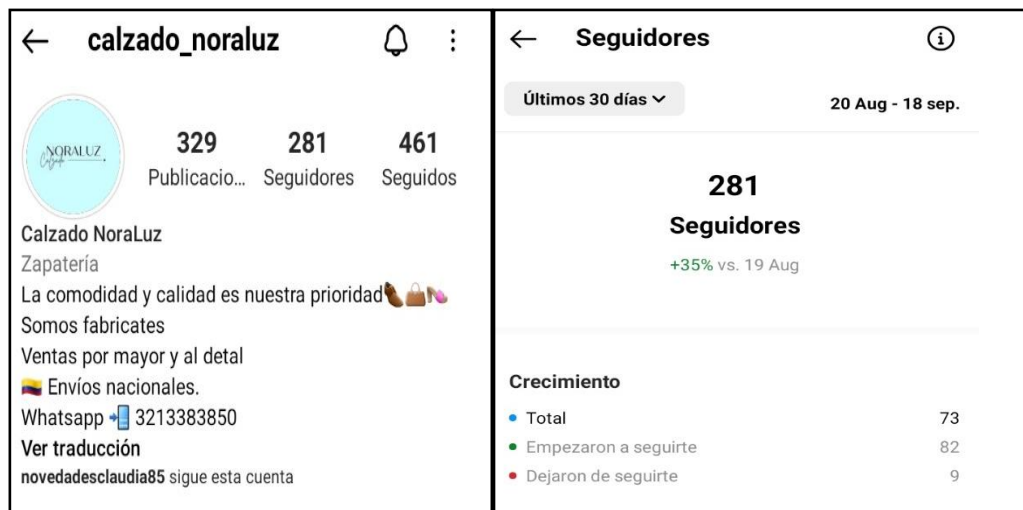 calzado_noraluz
NORALUZ
Calzado
329
281
461
Publicacio...
Seguidores
Seguidos
Calzado NoraLuz
Zapatería
La comodidad y calidad es nuestra prioridad
Somos fabricates
Ventas por mayor y al detal
Envíos nacionales.
Whatsapp 3213383850
Ver traducción
novedadesclaudia85 sigue esta cuenta
Seguidores
Últimos 30 días
20 Aug - 18 sep.
281
Seguidores
+35% vs. 19 Aug
Crecimiento
Total 73
Empezaron a seguirte 82
Dejaron de seguirte 9